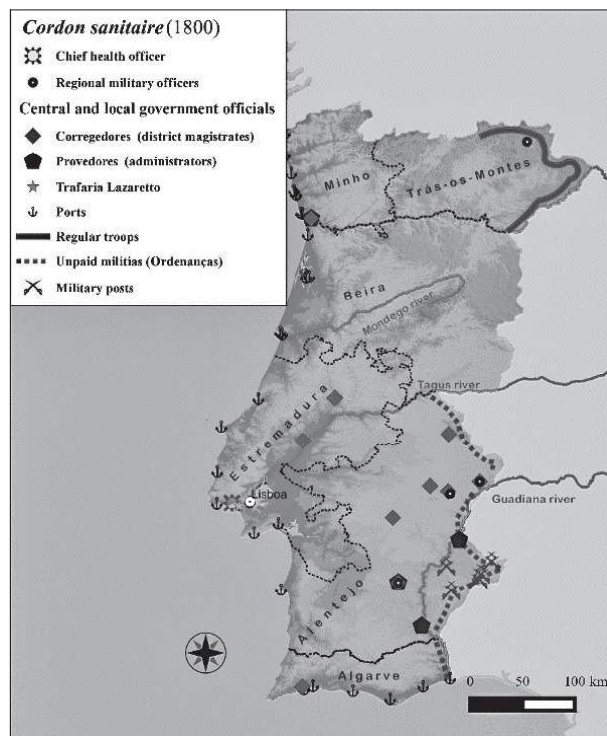 Cordon sanitaire (1800)
Chief health officer
Regional military officers
Central and local government officials
Corregedores (district magistrates)
Provedores (administrators)
Trafaria Lazaretto
Ports
Regular troops
Unpaid militias (Ordenanças)
Military posts
Minho
Trás-os-Montes
Beira
Mondego river
Tagus river
Estremadura
Lisboa
Guadiana river
Alentejo
Algarve
0 50 100 km